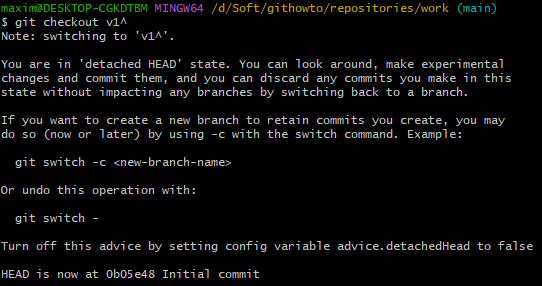 maxim@DESKTOP-CGKDTBM MINGW64 /d/Soft/githowto/repositories/work (main)
$ git checkout v1^
Note: switching to 'v1^'.
You are in 'detached HEAD' state. You can look around, make experimental
changes and commit them, and you can discard any commits you make in this
state without impacting any branches by switching back to a branch.
If you want to create a new branch to retain commits you create, you may
do so (now or later) by using -c with the switch command. Example:
git switch -c <new-branch-name>
Or undo this operation with:
git switch -
Turn off this advice by setting config variable advice.detachedHead to false
HEAD is now at 0b05e48 Initial commit